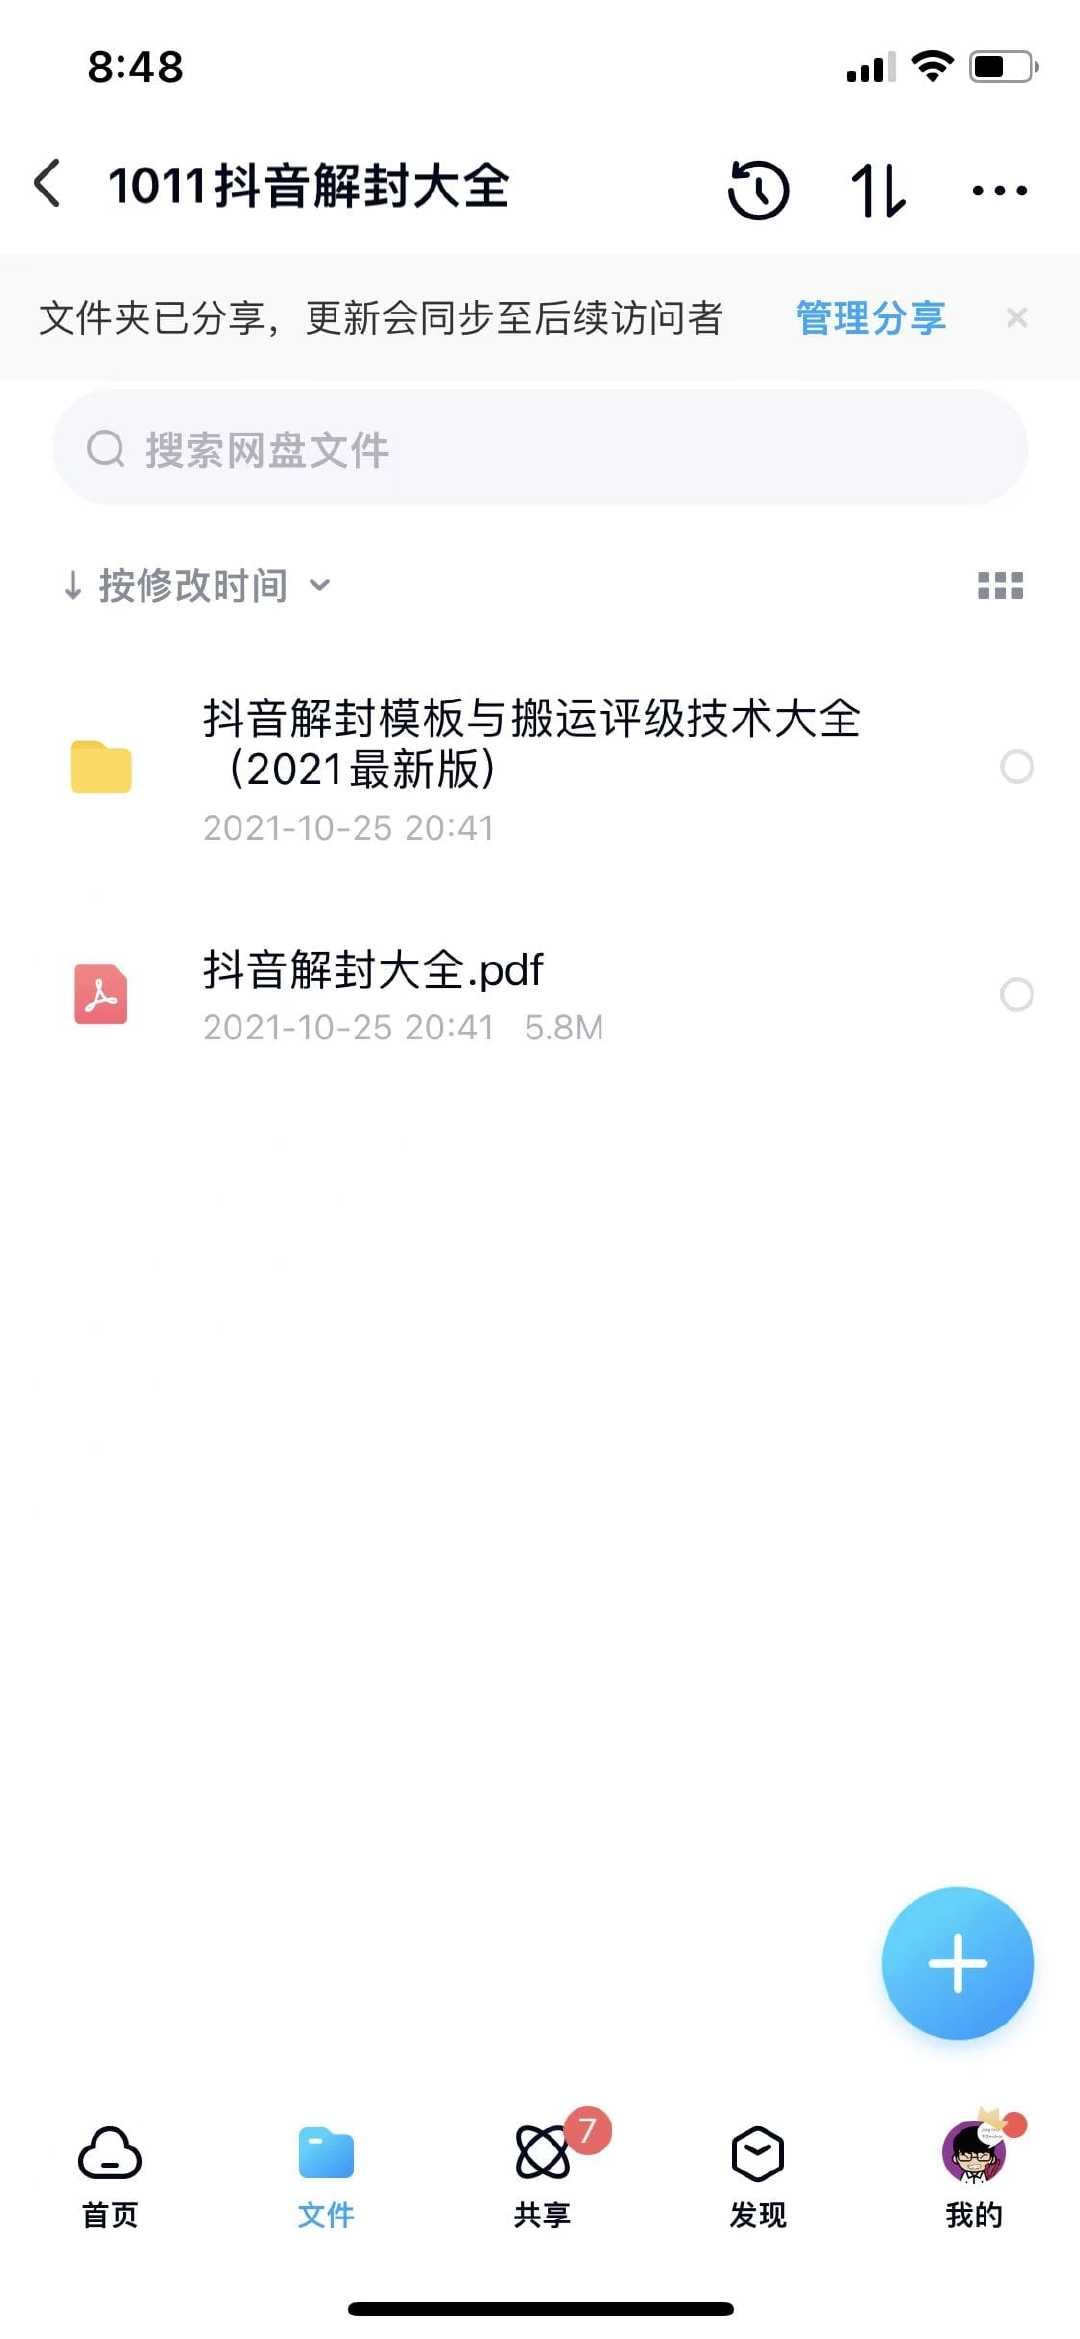 8:48
1011抖音解封大全
文件夹已分享，更新会同步至后续访问者 管理分享
搜索网盘文件
按修改时间
抖音解封模板与搬运评级技术大全
（2021最新版）
2021-10-25 20:41
抖音解封大全.pdf
2021-10-25 20:41 5.8M
7
首页 文件 共享 发现 我的